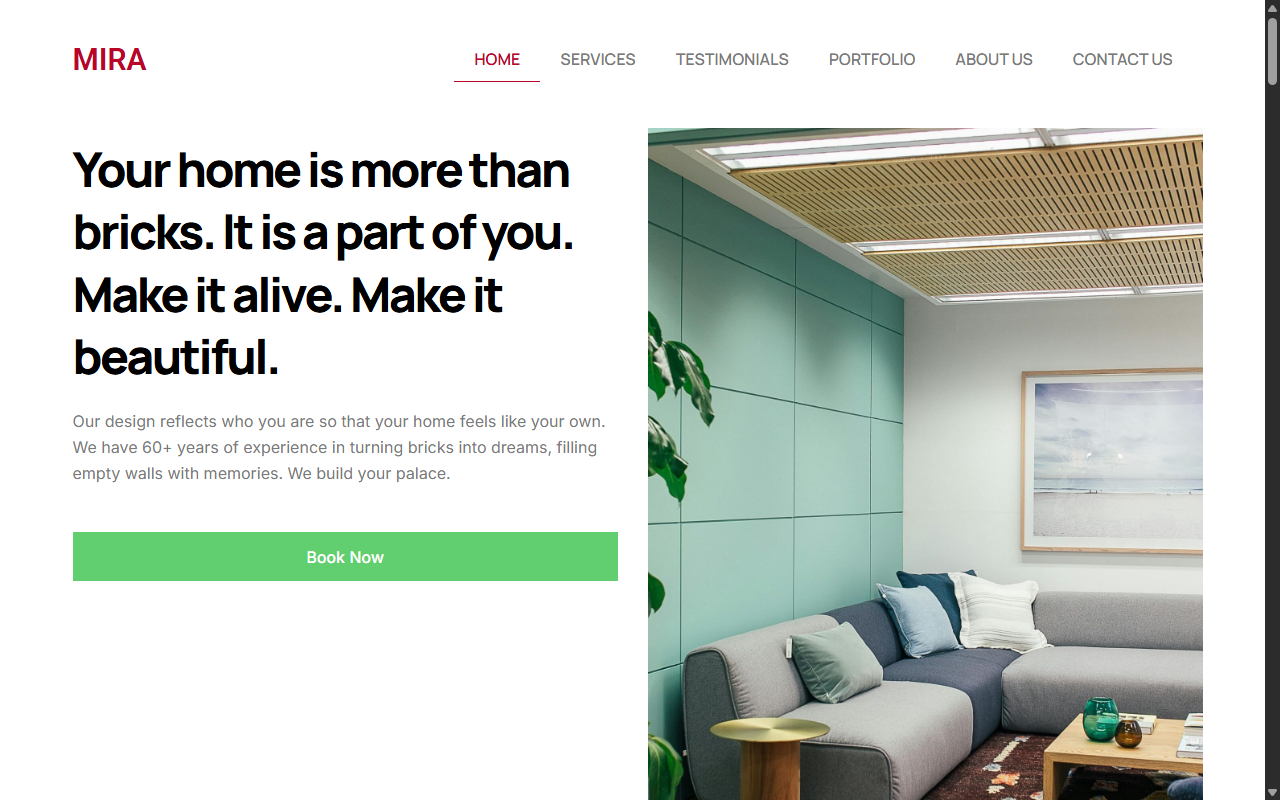 MIRA
HOME
SERVICES
TESTIMONIALS
PORTFOLIO
ABOUT US
CONTACT US
Your home is more than
bricks. It is a part of you.
Make it alive. Make it
beautiful.
Our design reflects who you are so that your home feels like your own.
We have 60+ years of experience in turning bricks into dreams, filling
empty walls with memories. We build your palace.
Book Now